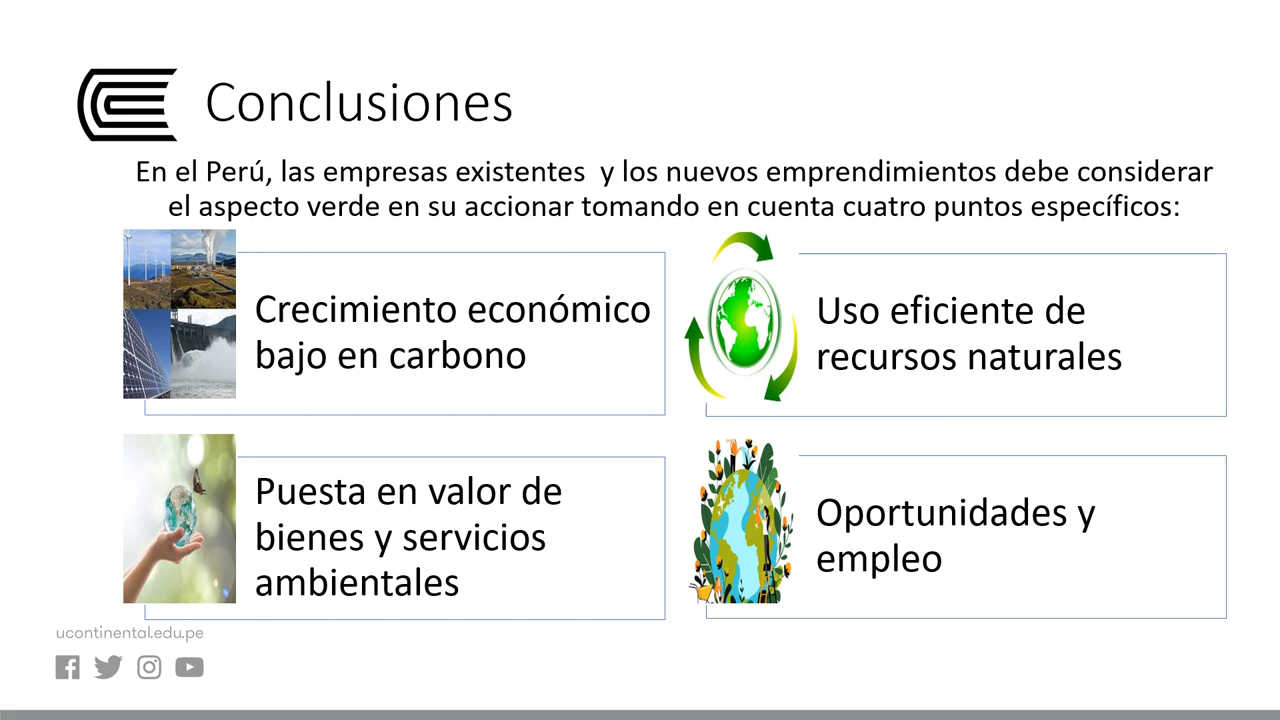 Conclusiones
En el Perú, las empresas existentes  y los nuevos emprendimientos debe considerar
el aspecto verde en su accionar tomando en cuenta cuatro puntos específicos:
Crecimiento económico
bajo en carbono
Uso eficiente de
recursos naturales
Puesta en valor de
bienes y servicios
ambientales
Oportunidades y
empleo
ucontinental.edu.pe